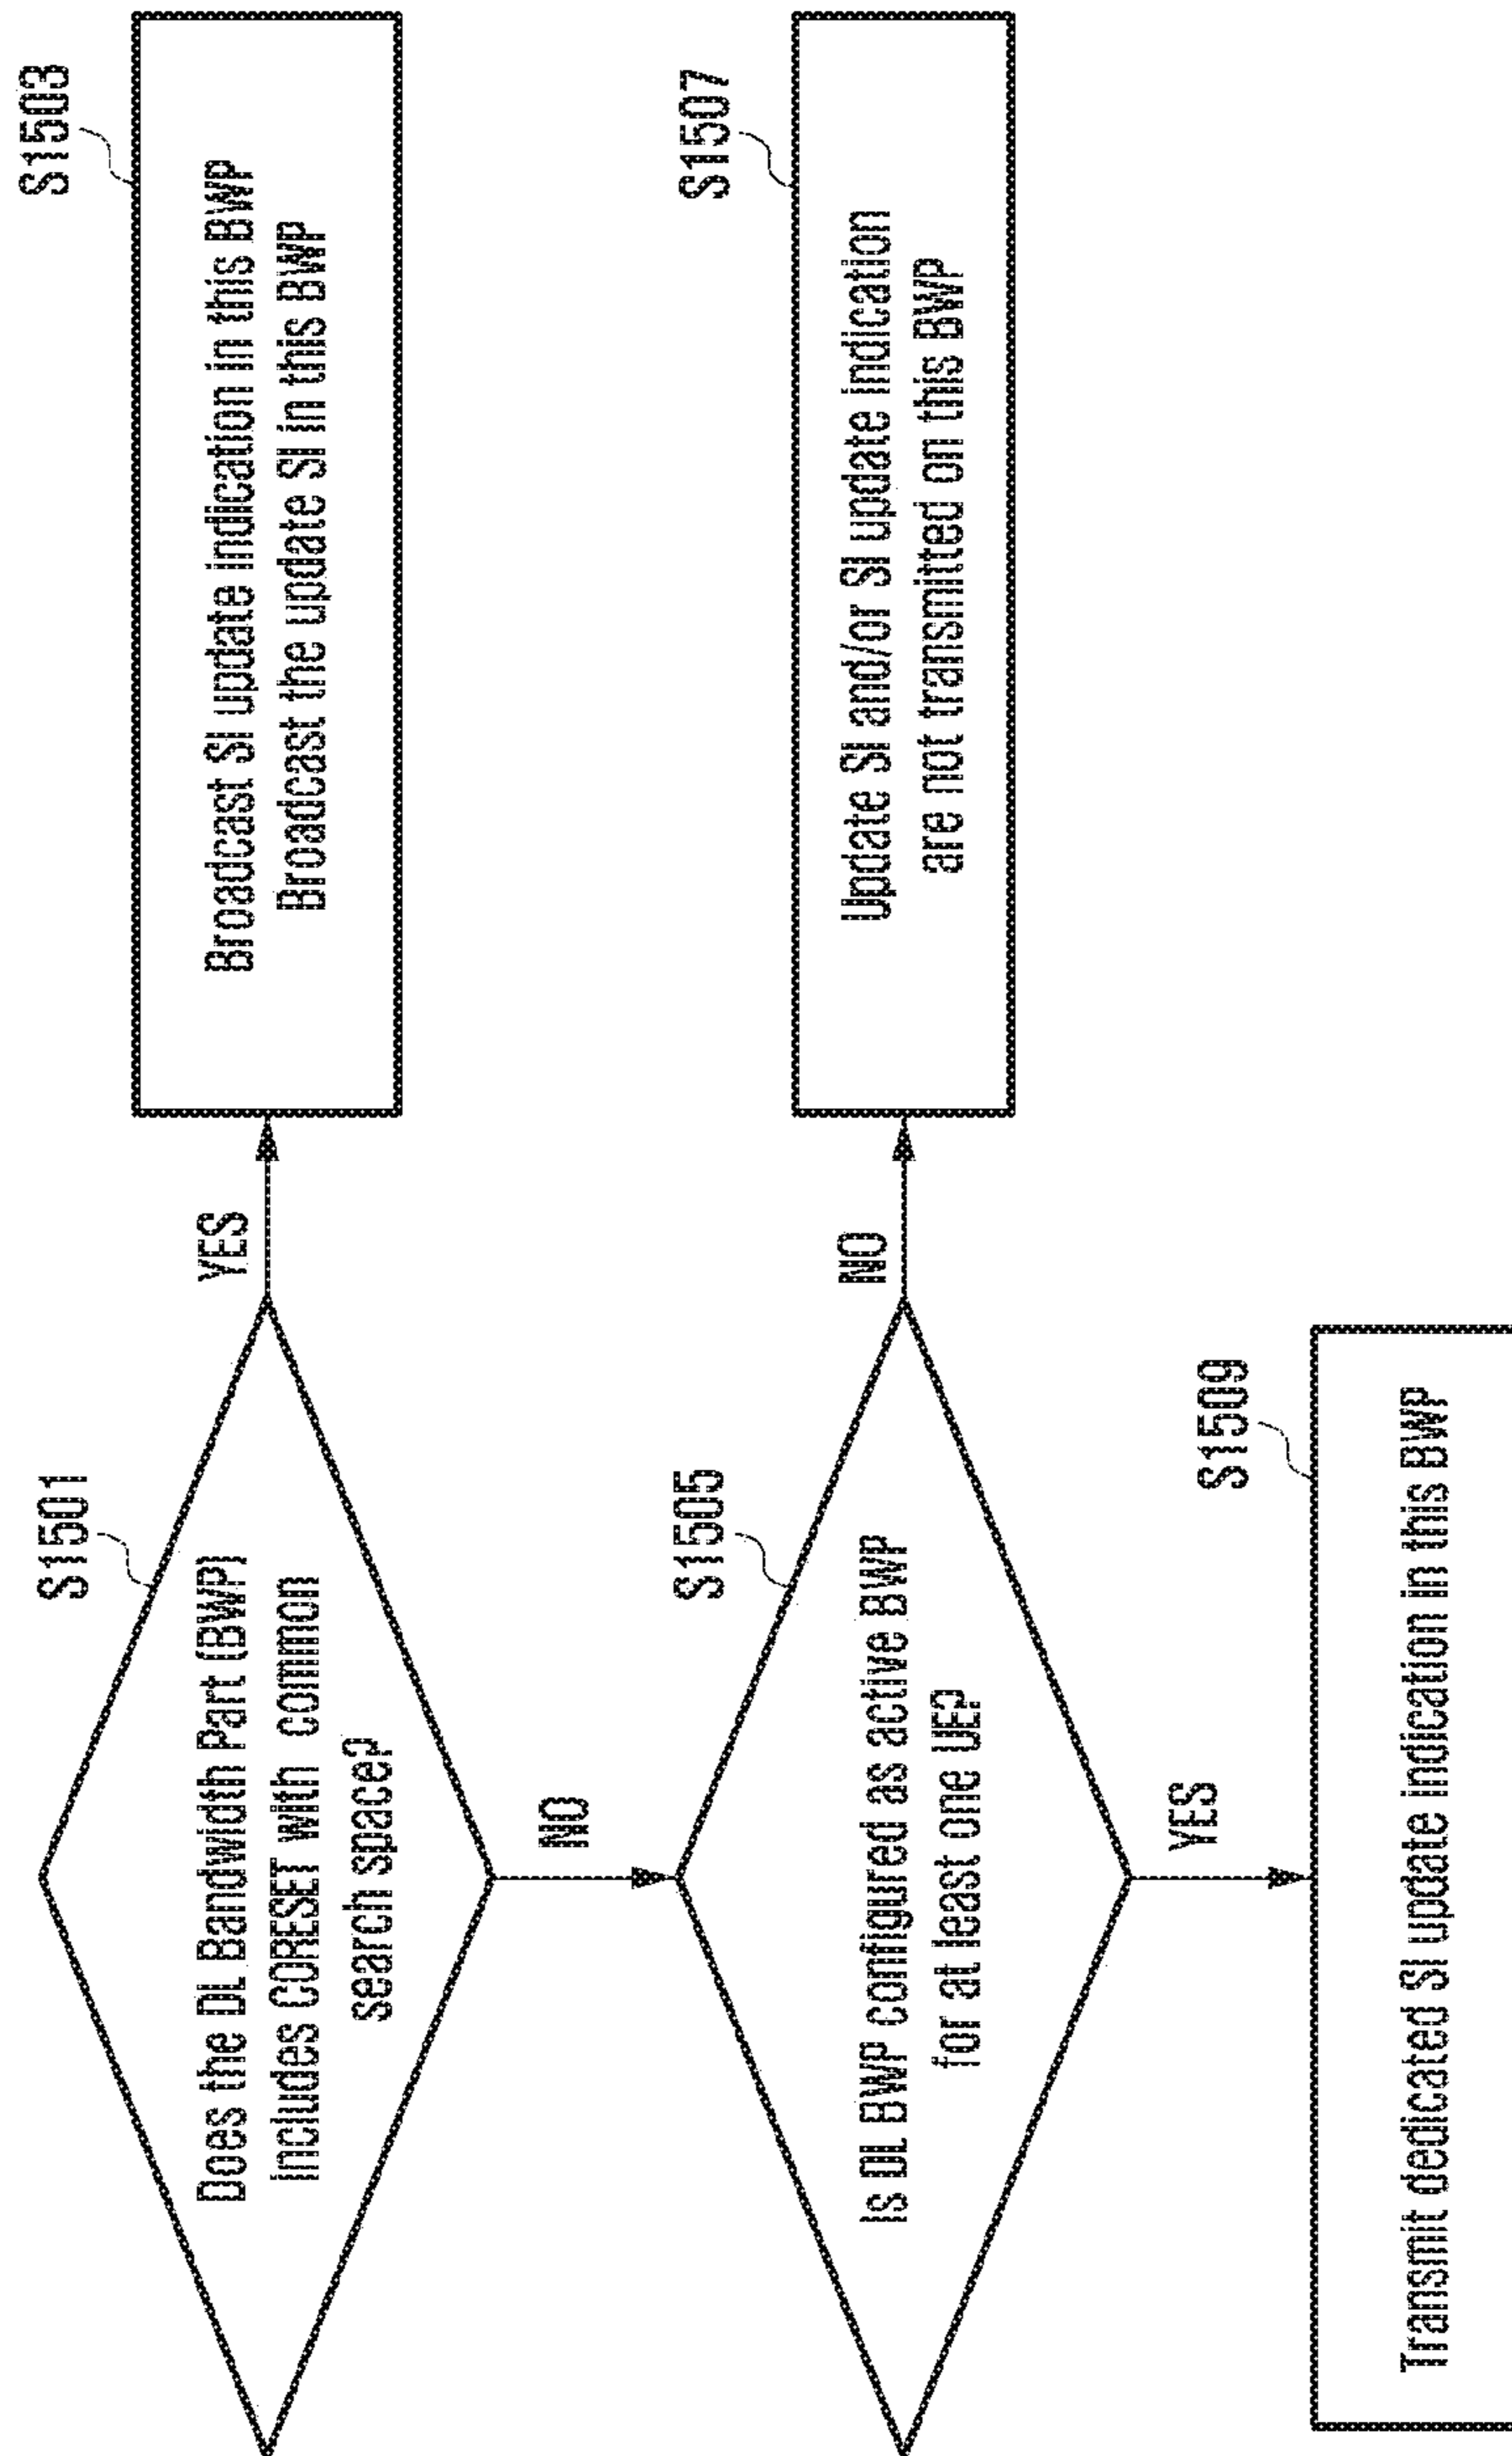 S1501
Does the DL Bandwidth Part (BWP)
includes CORESET with common
search space?
YES
S1503
Broadcast SI update indication in this BWP
Broadcast the update SI in this BWP
NO
S1505
Is DL BWP configured as active BWP
for at least one UE?
NO
S1507
Update SI and/or SI update indication
are not transmitted on this BWP
YES
S1509
Transmit dedicated SI update indication in this BWP